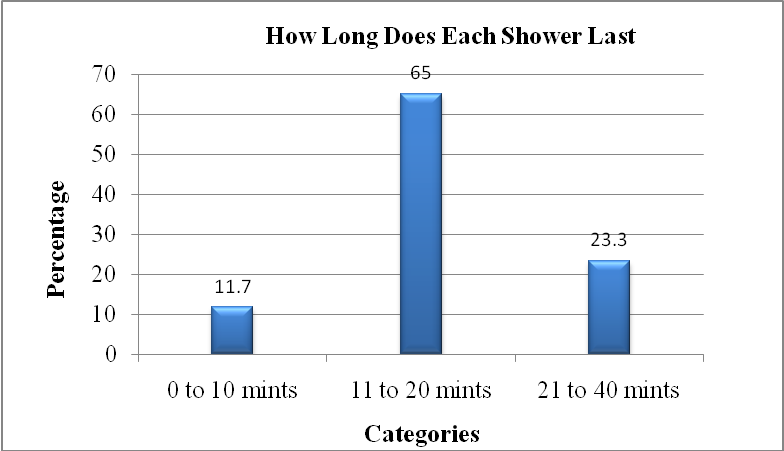 How Long Does Each Shower Last
70
60
50
40
30
20
10
0
Percentage
11.7
65
23.3
0 to 10 mints
11 to 20 mints
21 to 40 mints
Categories